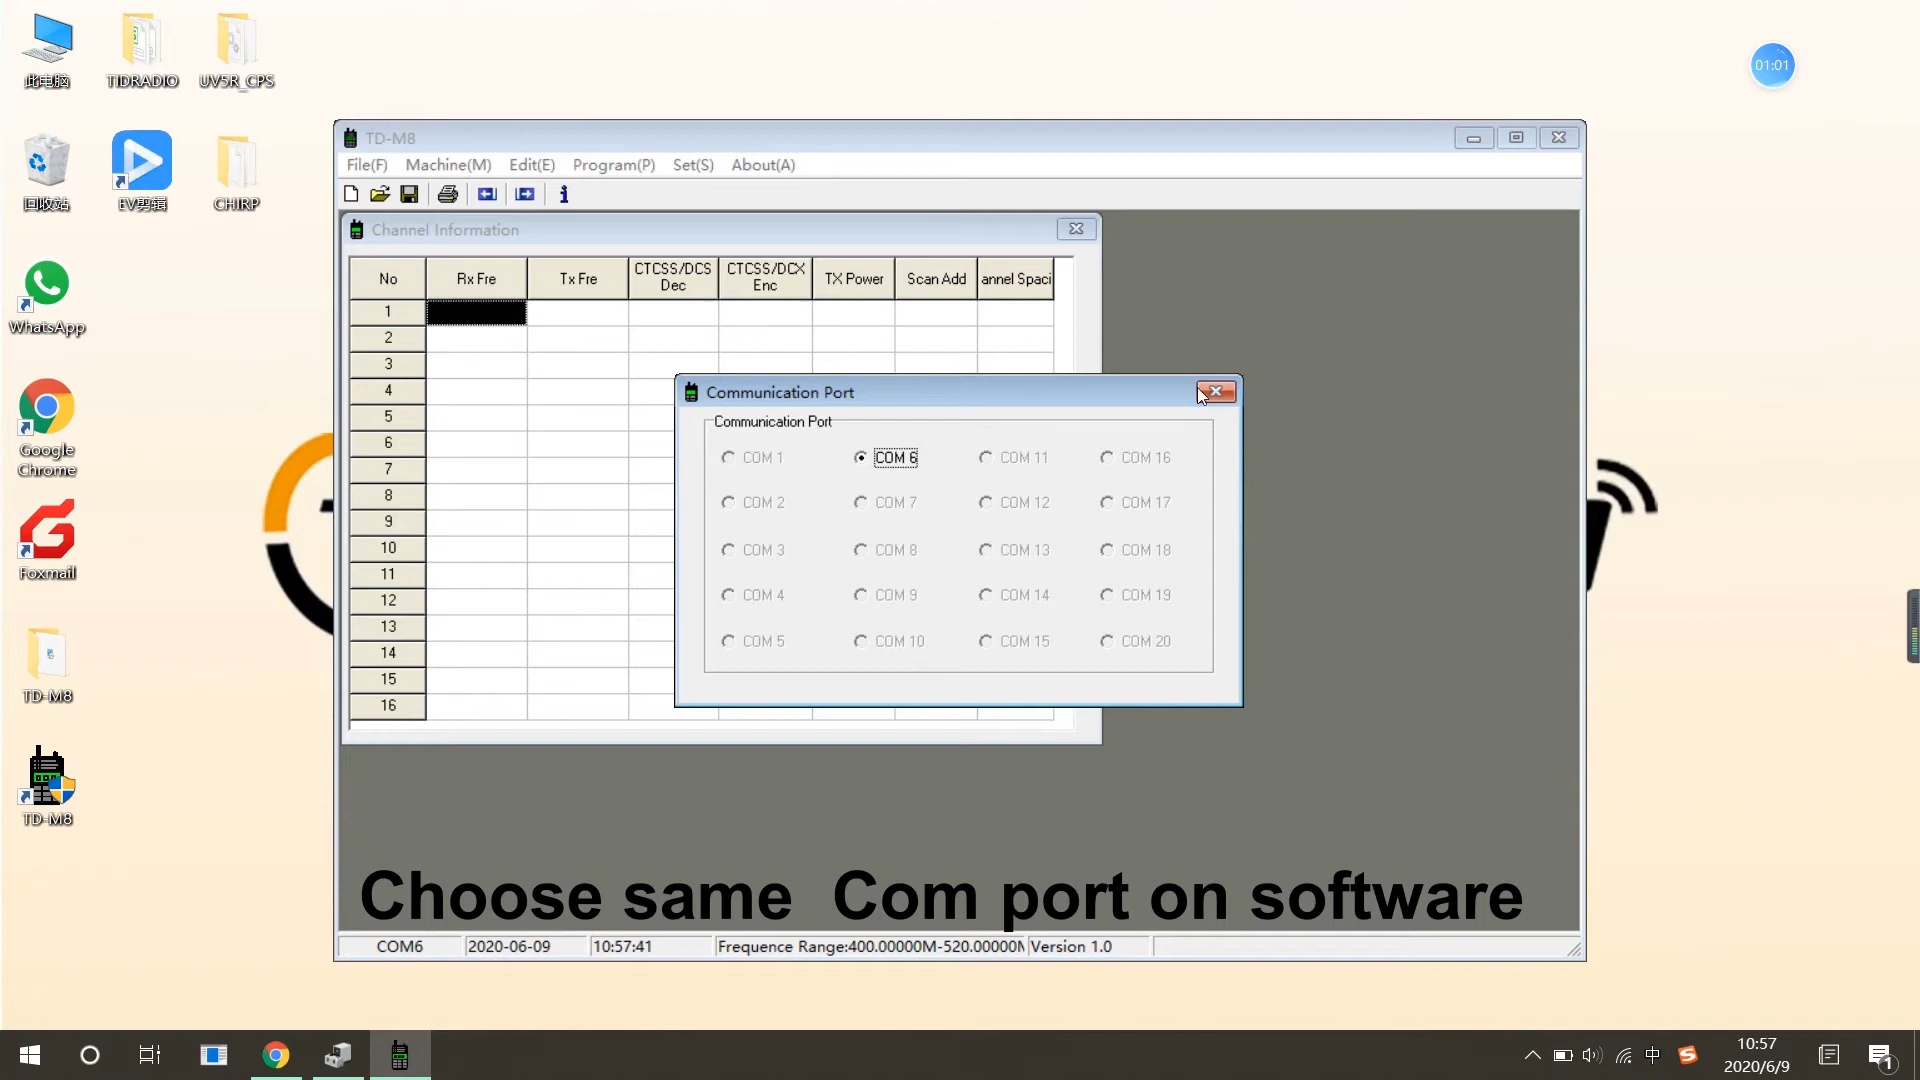 此电脑
TIDRADIO
UV5R_CPS
01:01
回收站
EV剪辑
CHIRP
WhatsApp
Google
Chrome
Foxmail
TD-M8
TD-M8
TD-M8
File(F) Machine(M) Edit(E) Program(P) Set(S) About(A)
Channel Information
No Rx Fre Tx Fre CTCSS/DCS Dec CTCSS/DCX Enc TX Power Scan Add annel Spaci
1
2
3
4
5
6
7
8
9
10
11
12
13
14
15
16
Communication Port
Communication Port
COM 1 COM 6 COM 11 COM 16
COM 2 COM 7 COM 12 COM 17
COM 3 COM 8 COM 13 COM 18
COM 4 COM 9 COM 14 COM 19
COM 5 COM 10 COM 15 COM 20
Choose same Com port on software
COM6 2020-06-09 10:57:41 Frequence Range:400.00000M-520.00000M Version 1.0
中
10:57
2020/6/9
1